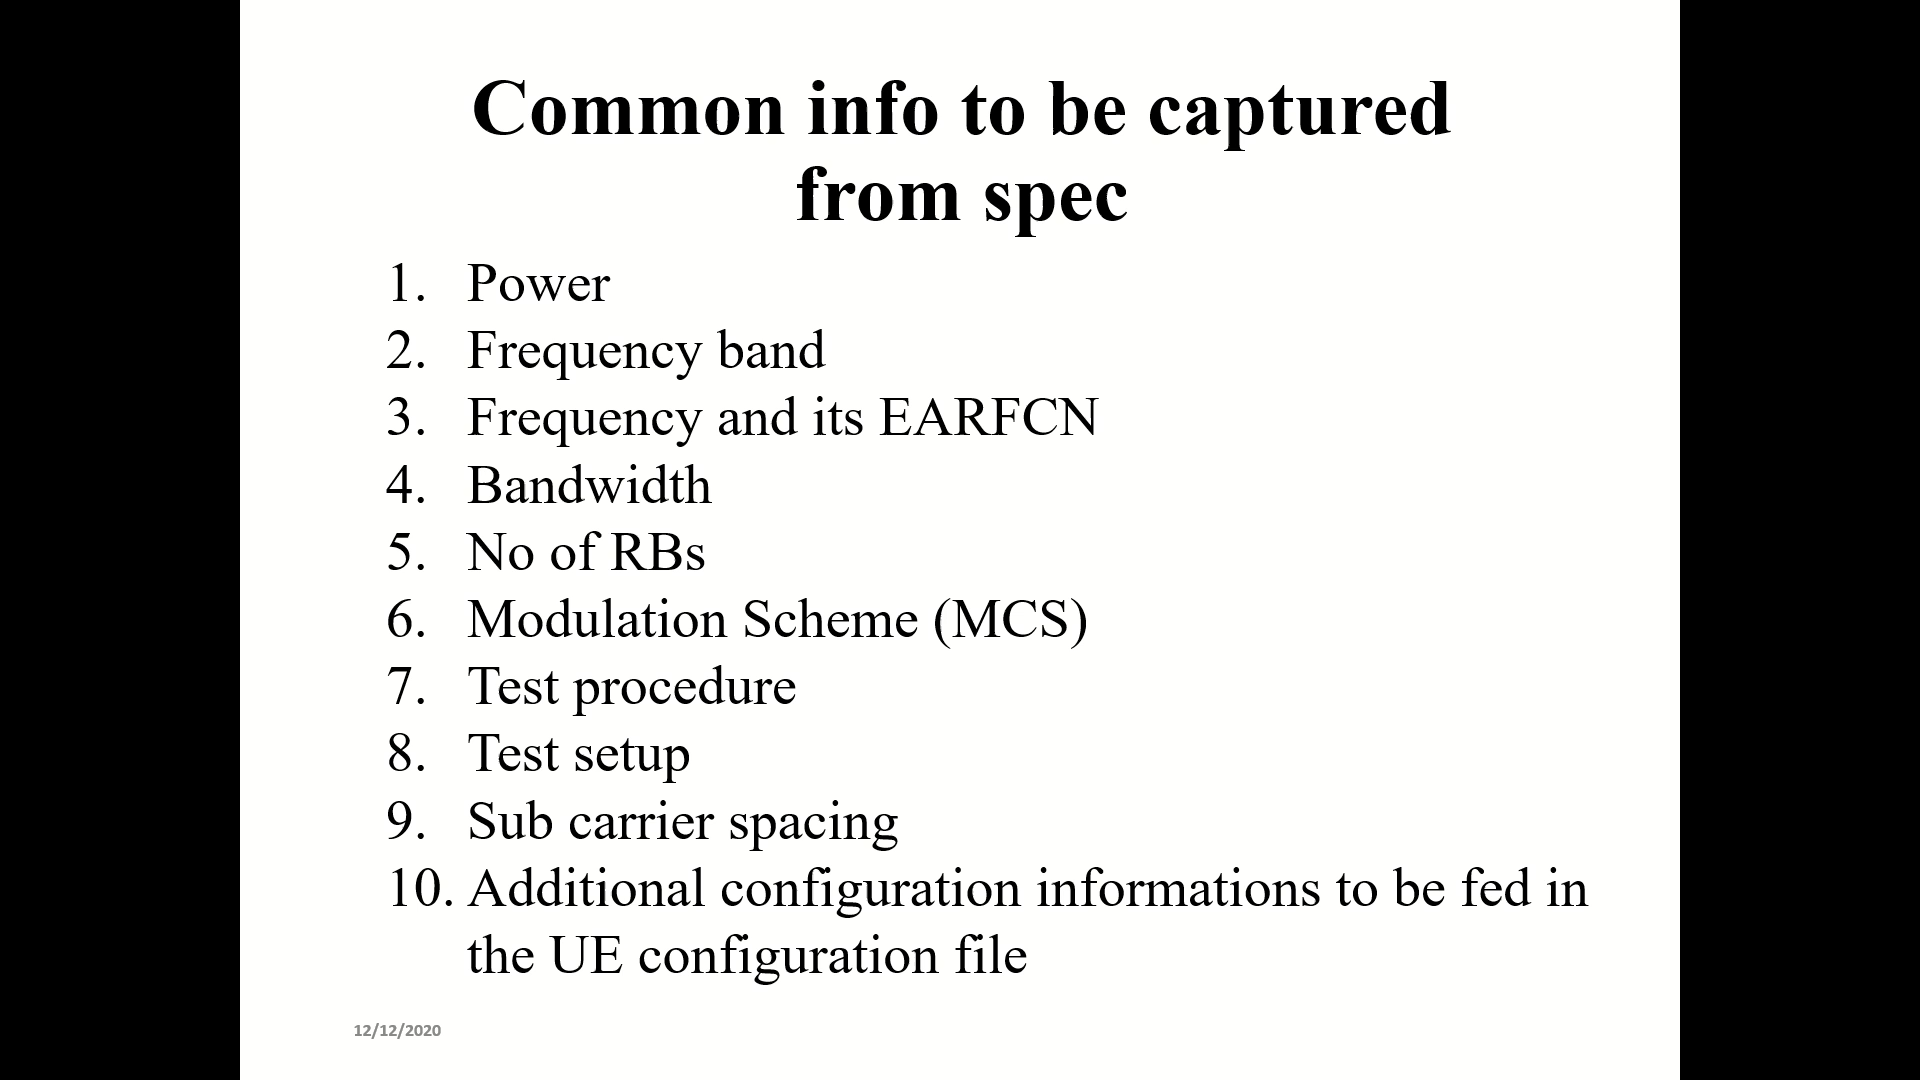 Common info to be captured
from spec
1. Power
2. Frequency band
3. Frequency and its EARFCN
4. Bandwidth
5. No of RBs
6. Modulation Scheme (MCS)
7. Test procedure
8. Test setup
9. Sub carrier spacing
10. Additional configuration informations to be fed in
the UE configuration file
12/12/2020